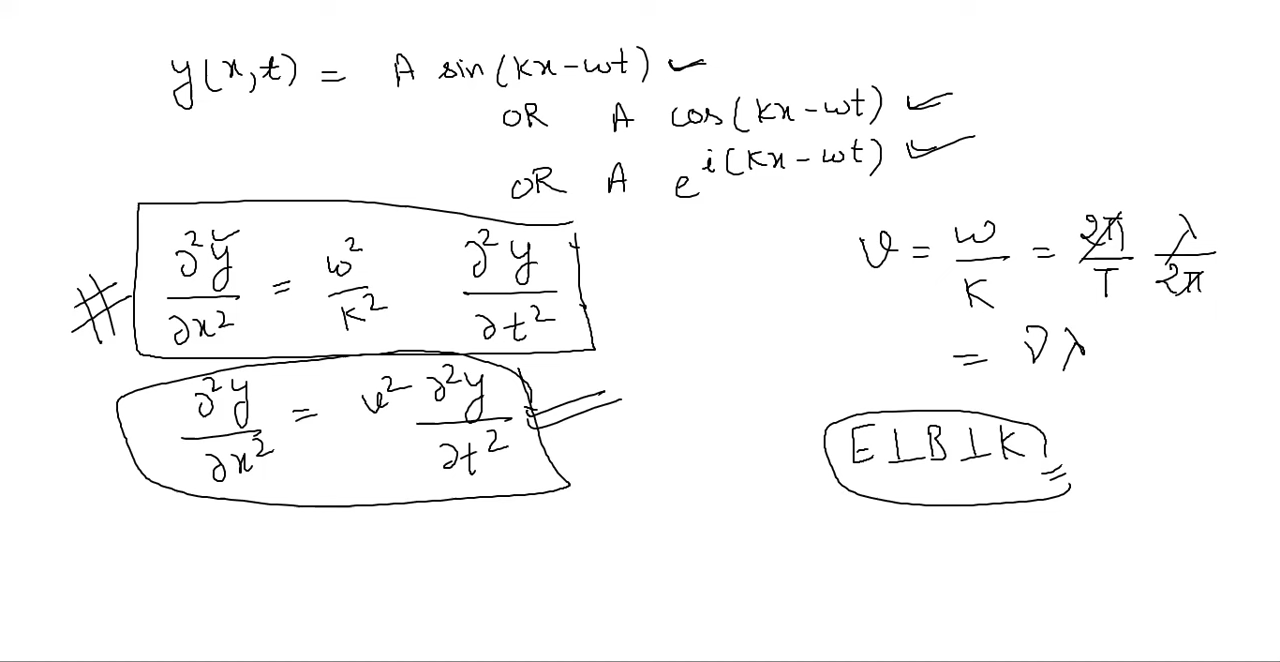 y(x,t) = A sin(kx-ωt) ✓
OR A cos(kx-ωt) ✓
OR A e^{i(kx-ωt)} ✓
# ∂²y/∂x² = ω²/k² ∂²y/∂t²
∂²y/∂x² = v² ∂²y/∂t²
v = ω/k = 2π/T λ/2π
= νλ
E⊥B⊥K